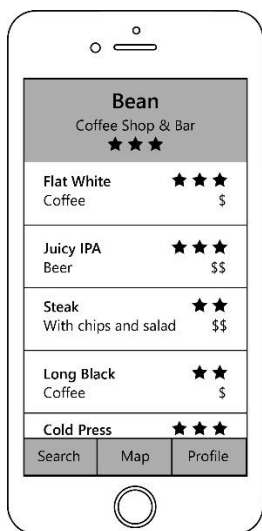 Bean
Coffee Shop & Bar
★ ★ ★
Flat White ★ ★ ★
Coffee $
Juicy IPA ★ ★ ★
Beer $$
Steak ★ ★
With chips and salad $$
Long Black ★ ★
Coffee $
Cold Press ★ ★ ★
Search Map Profile